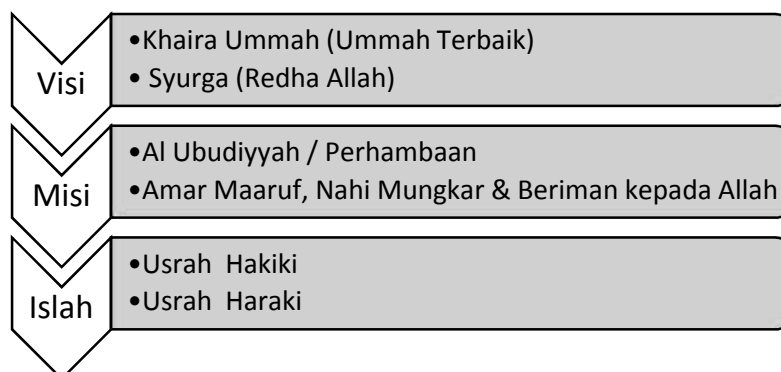 Visi
•Khaira Ummah (Ummah Terbaik)
• Syurga (Redha Allah)
Misi
•Al Ubudiyyah / Perhambaan
•Amar Maaruf, Nahi Mungkar & Beriman kepada Allah
Islah
•Usrah Hakiki
•Usrah Haraki